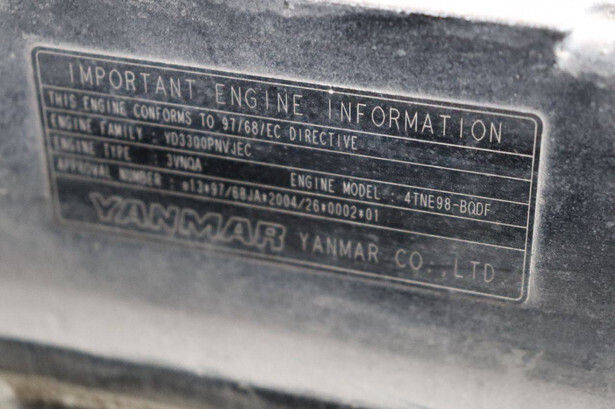 IMPORTANT ENGINE INFORMATION
THIS ENGINE CONFORMS TO 97/68/EC DIRECTIVE
ENGINE FAMILY : YD3300PNVJEC
ENGINE TYPE : 3VNQA ENGINE MODEL : 4TNE98-BQDF
APPROVAL NUMBER : e13*97/68JA*2004/26*0002*01
YANMAR YANMAR CO.,LTD.